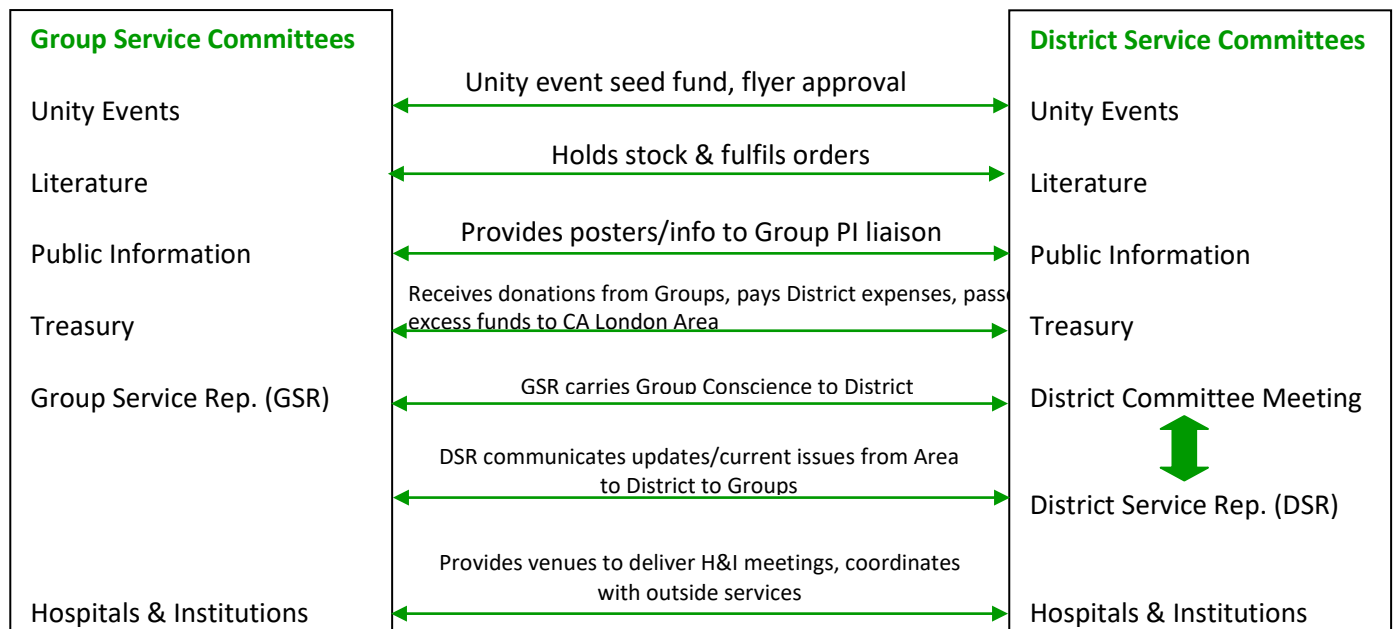 Group Service Committees
Unity Events
Literature
Public Information
Treasury
Group Service Rep. (GSR)
Hospitals & Institutions
Unity event seed fund, flyer approval
Holds stock & fulfils orders
Provides posters/info to Group PI liaison
Receives donations from Groups, pays District expenses, passe
excess funds to CA London Area
GSR carries Group Conscience to District
DSR communicates updates/current issues from Area
to District to Groups
Provides venues to deliver H&I meetings, coordinates
with outside services
District Service Committees
Unity Events
Literature
Public Information
Treasury
District Committee Meeting
District Service Rep. (DSR)
Hospitals & Institutions